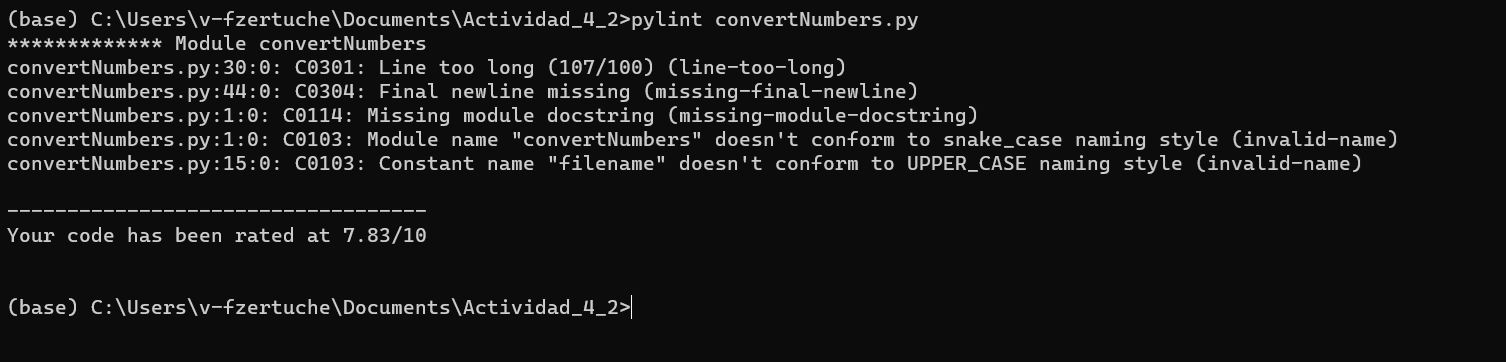 (base) C:\Users\v-fzertuche\Documents\Actividad_4_2>pylint convertNumbers.py
************* Module convertNumbers
convertNumbers.py:30:0: C0301: Line too long (107/100) (line-too-long)
convertNumbers.py:44:0: C0304: Final newline missing (missing-final-newline)
convertNumbers.py:1:0: C0114: Missing module docstring (missing-module-docstring)
convertNumbers.py:1:0: C0103: Module name "convertNumbers" doesn't conform to snake_case naming style (invalid-name)
convertNumbers.py:15:0: C0103: Constant name "filename" doesn't conform to UPPER_CASE naming style (invalid-name)
-----------------------------------
Your code has been rated at 7.83/10
(base) C:\Users\v-fzertuche\Documents\Actividad_4_2>